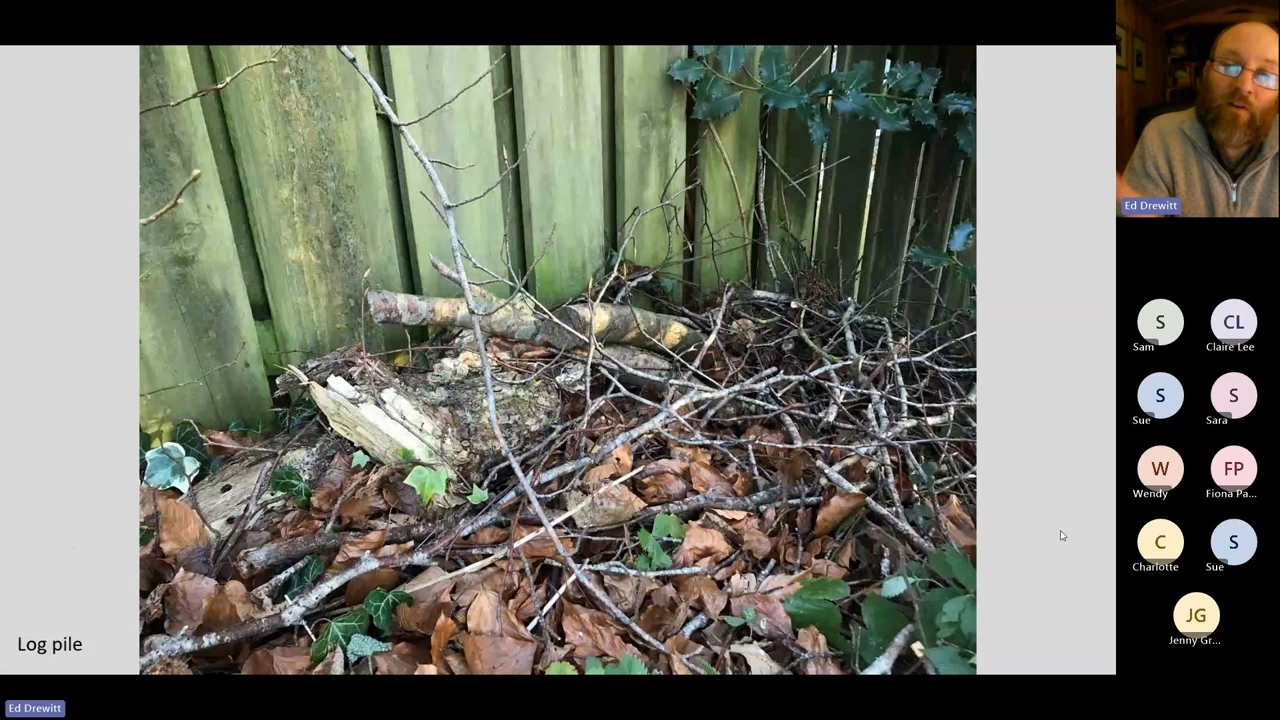 Log pile
Ed Drewitt
Ed Drewitt
S
Sam
CL
Claire Lee
S
Sue
S
Sara
W
Wendy
FP
Fiona Pa...
C
Charlotte
S
Sue
JG
Jenny Gr...